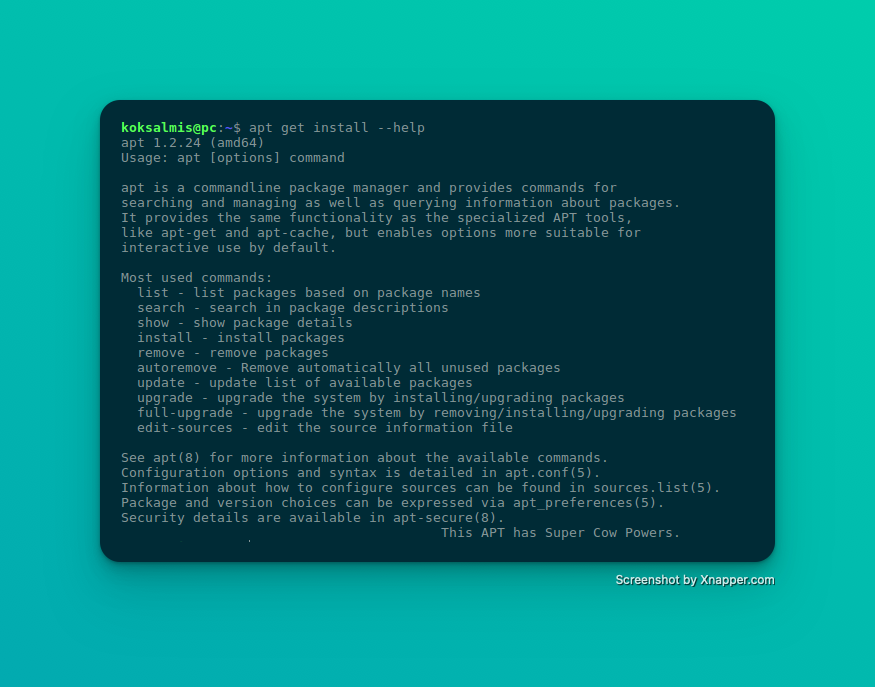 koksalmis@pc:~$ apt get install --help
apt 1.2.24 (amd64)
Usage: apt [options] command

apt is a commandline package manager and provides commands for
searching and managing as well as querying information about packages.
It provides the same functionality as the specialized APT tools,
like apt-get and apt-cache, but enables options more suitable for
interactive use by default.

Most used commands:
  list - list packages based on package names
  search - search in package descriptions
  show - show package details
  install - install packages
  remove - remove packages
  autoremove - Remove automatically all unused packages
  update - update list of available packages
  upgrade - upgrade the system by installing/upgrading packages
  full-upgrade - upgrade the system by removing/installing/upgrading packages
  edit-sources - edit the source information file

See apt(8) for more information about the available commands.
Configuration options and syntax is detailed in apt.conf(5).
Information about how to configure sources can be found in sources.list(5).
Package and version choices can be expressed via apt_preferences(5).
Security details are available in apt-secure(8).
                                        This APT has Super Cow Powers.
Screenshot by Xnapper.com